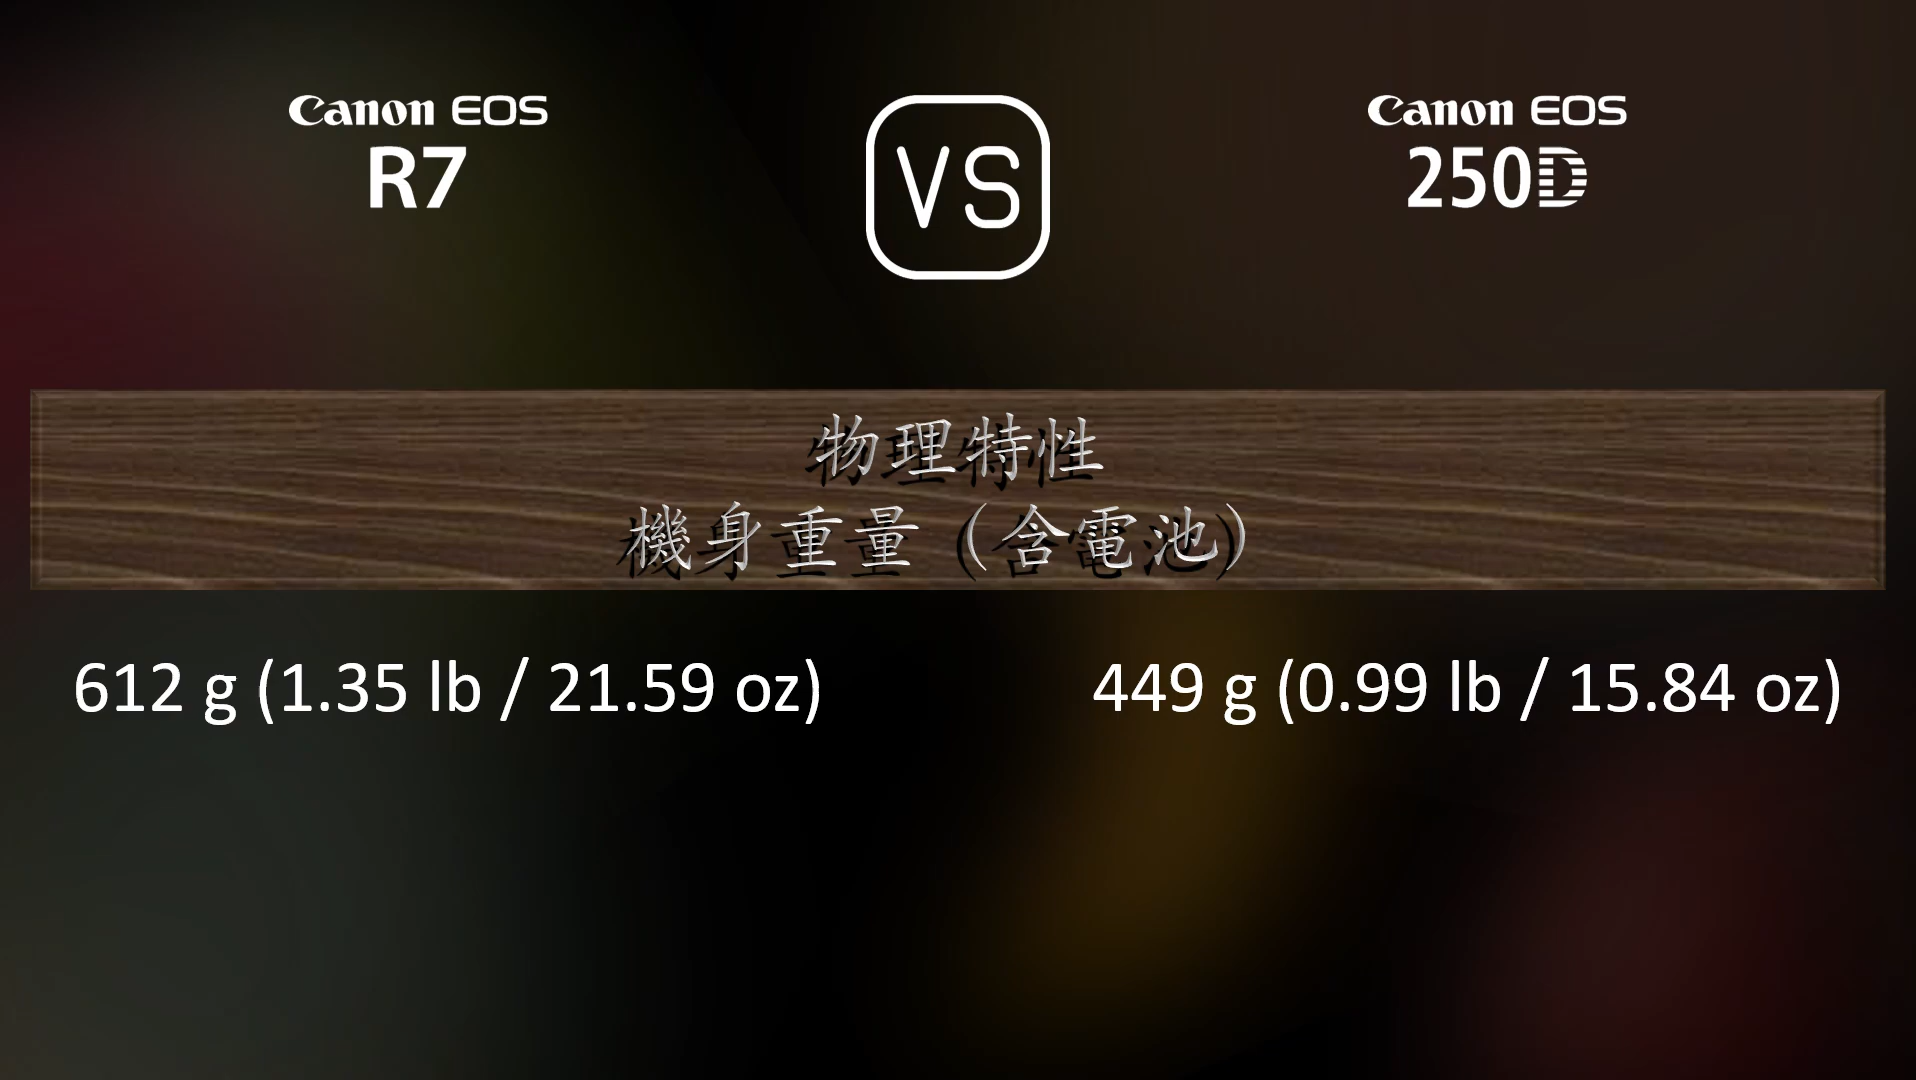 Canon EOS
R7
VS
Canon EOS
250D
物理特性
機身重量（含電池）
612 g (1.35 lb / 21.59 oz)
449 g (0.99 lb / 15.84 oz)